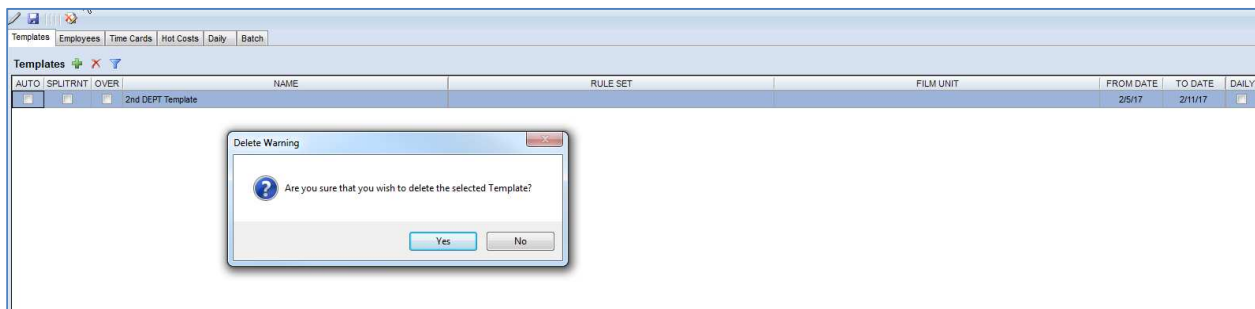 Templates Employees Time Cards Hot Costs Daily Batch
Templates
AUTO SPLITRNT OVER NAME RULE SET FILM UNIT FROM DATE TO DATE DAILY
2nd DEPT Template 2/5/17 2/11/17
Delete Warning
Are you sure that you wish to delete the selected Template?
Yes No